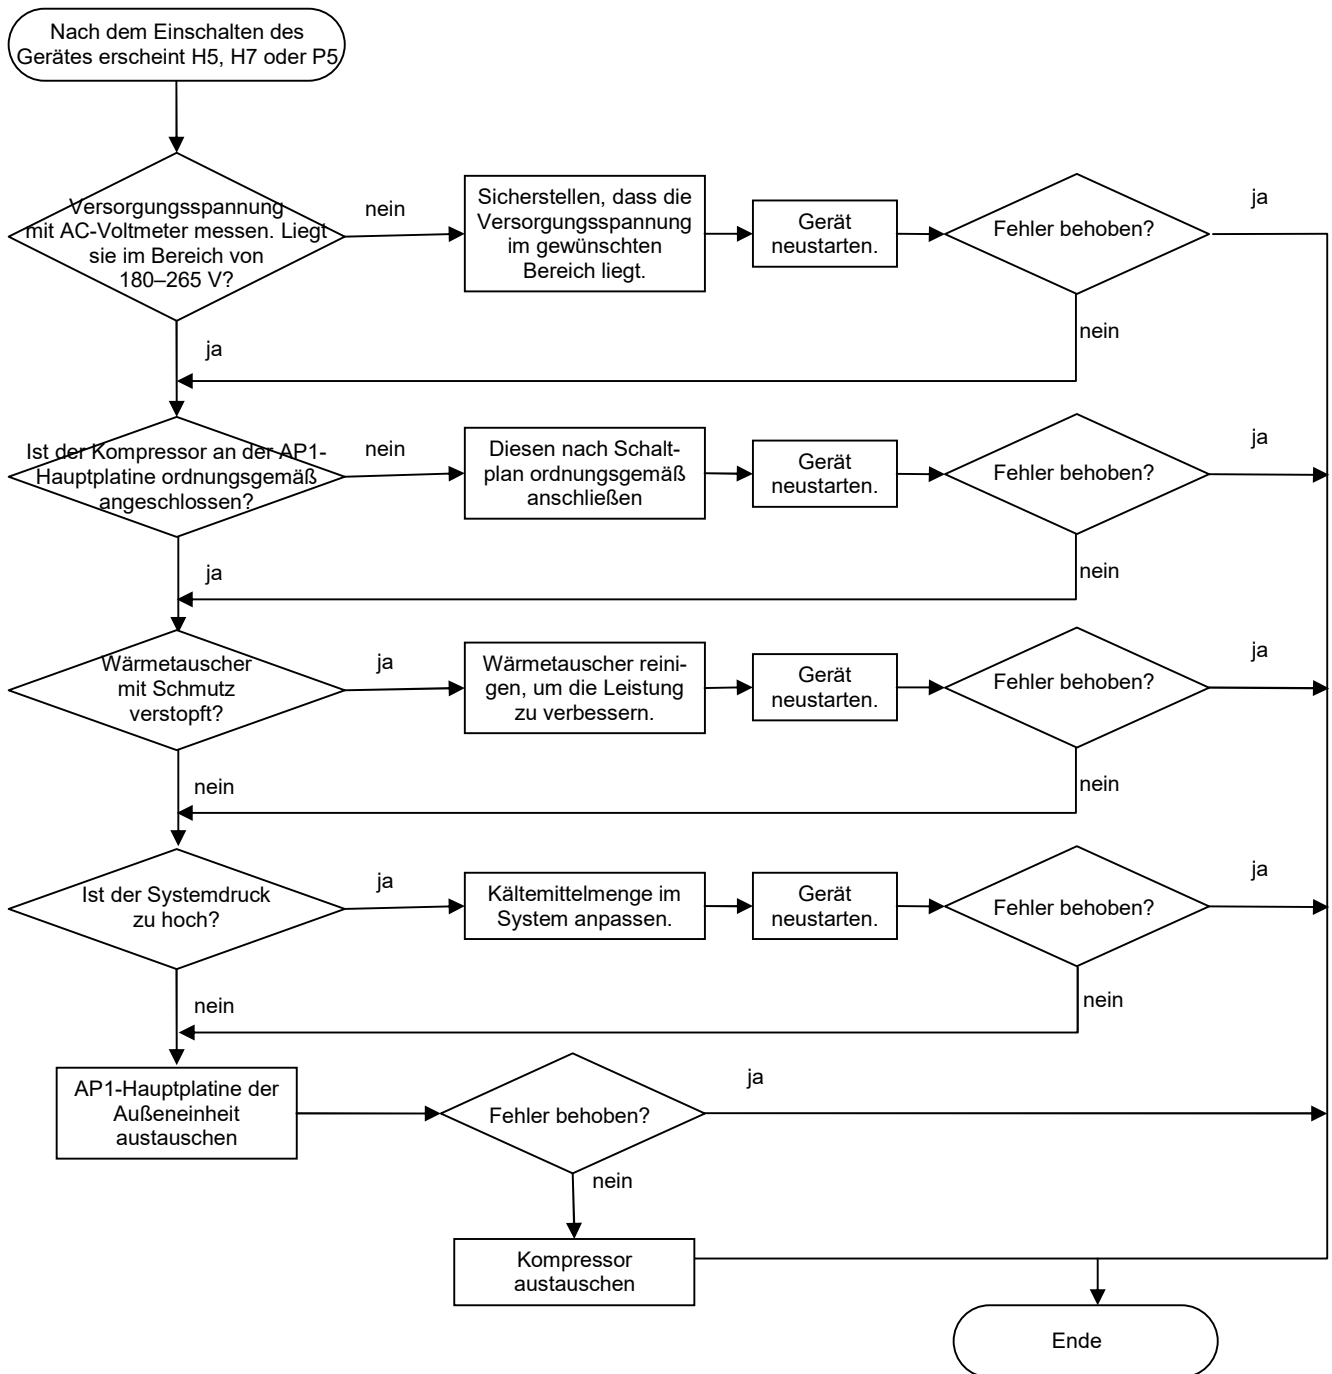 Nach dem Einschalten des
Gerätes erscheint H5, H7 oder P5
Versorgungsspannung
mit AC-Voltmeter messen. Liegt
sie im Bereich von
180–265 V?
nein
Sicherstellen, dass die
Versorgungsspannung
im gewünschten
Bereich liegt.
Gerät
neustarten.
Fehler behoben?
ja
nein
ja
Ist der Kompressor an der AP1-
Hauptplatine ordnungsgemäß
angeschlossen?
nein
Diesen nach Schalt-
plan ordnungsgemäß
anschließen
Gerät
neustarten.
Fehler behoben?
ja
nein
ja
Wärmetauscher
mit Schmutz
verstopft?
ja
Wärmetauscher reini-
gen, um die Leistung
zu verbessern.
Gerät
neustarten.
Fehler behoben?
ja
nein
nein
Ist der Systemdruck
zu hoch?
ja
Kältemittelmenge im
System anpassen.
Gerät
neustarten.
Fehler behoben?
ja
nein
nein
AP1-Hauptplatine der
Außeneinheit
austauschen
Fehler behoben?
ja
nein
Kompressor
austauschen
Ende